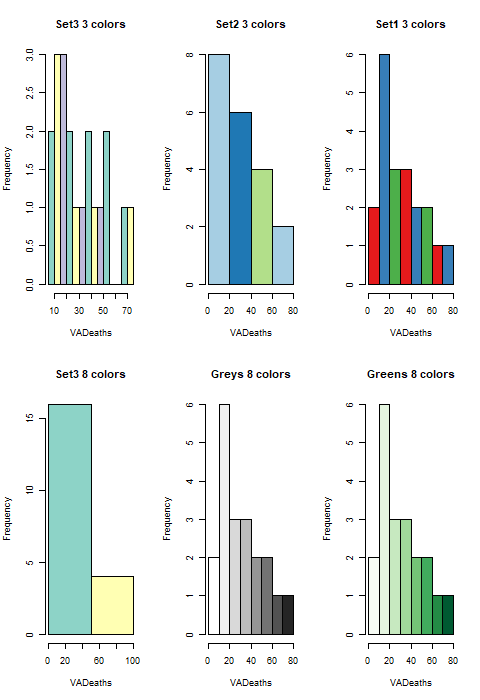 Set3 3 colors
Set2 3 colors
Set1 3 colors
Frequency
0.0 0.5 1.0 1.5 2.0 2.5 3.0
10 30 50 70
VADeaths
Frequency
0 2 4 6 8
0 20 40 60 80
VADeaths
Frequency
0 1 2 3 4 5 6
0 20 40 60 80
VADeaths
Set3 8 colors
Greys 8 colors
Greens 8 colors
Frequency
0 5 10 15
0 20 60 100
VADeaths
Frequency
0 1 2 3 4 5 6
0 20 40 60 80
VADeaths
Frequency
0 1 2 3 4 5 6
0 20 40 60 80
VADeaths